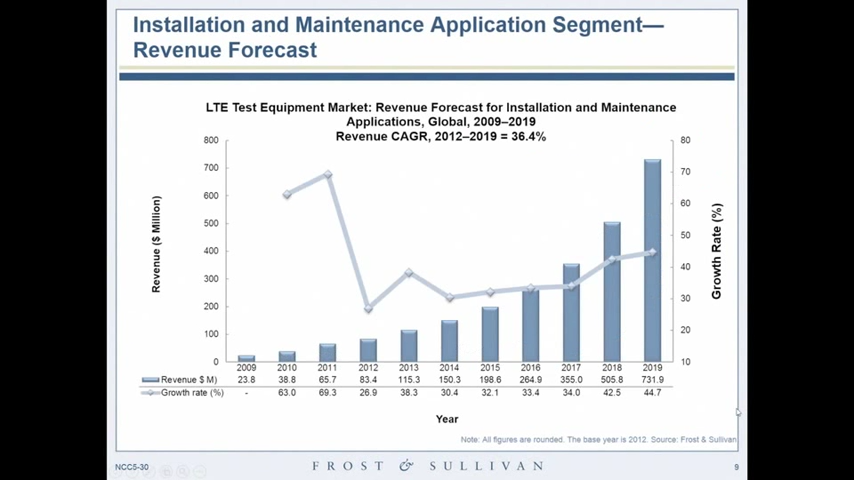 Installation and Maintenance Application Segment—
Revenue Forecast
LTE Test Equipment Market: Revenue Forecast for Installation and Maintenance
Applications, Global, 2009–2019
Revenue CAGR, 2012–2019 = 36.4%
800 80
700 70
600 60
500 50
400 40
300 30
200
100 20
0 10
Revenue ($ Million)
Growth Rate (%)
2009 2010 2011 2012 2013 2014 2015 2016 2017 2018 2019
Revenue $ M) 23.8 38.8 65.7 83.4 115.3 150.3 198.6 264.9 355.0 505.8 731.9
Growth rate (%) - 63.0 69.3 26.9 38.3 30.4 32.1 33.4 34.0 42.5 44.7
Year
Note: All figures are rounded. The base year is 2012. Source: Frost & Sullivan
NCC5-30
FROST & SULLIVAN
9